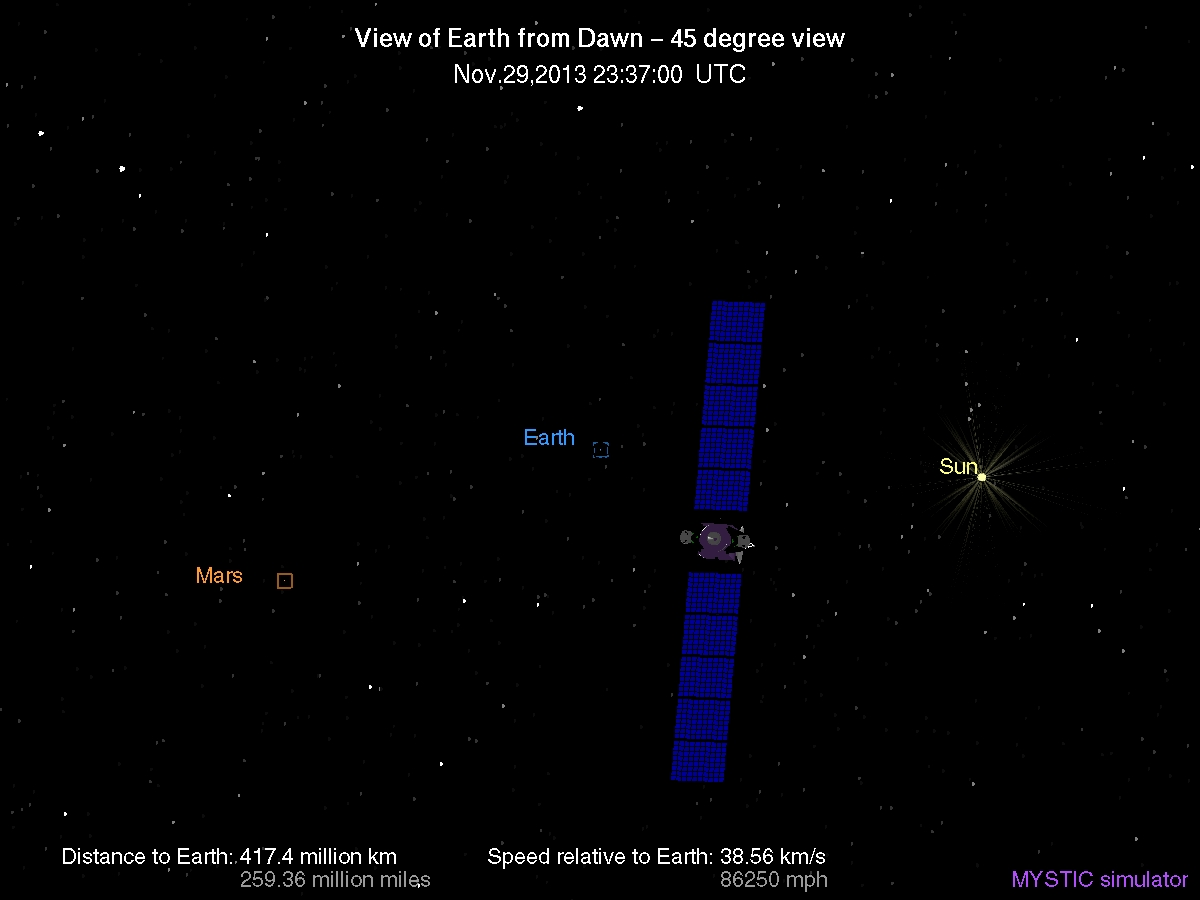 View of Earth from Dawn – 45 degree view
Nov.29,2013 23:37:00 UTC
Earth
Sun
Mars
Distance to Earth: 417.4 million km
259.36 million miles
Speed relative to Earth: 38.56 km/s
86250 mph
MYSTIC simulator